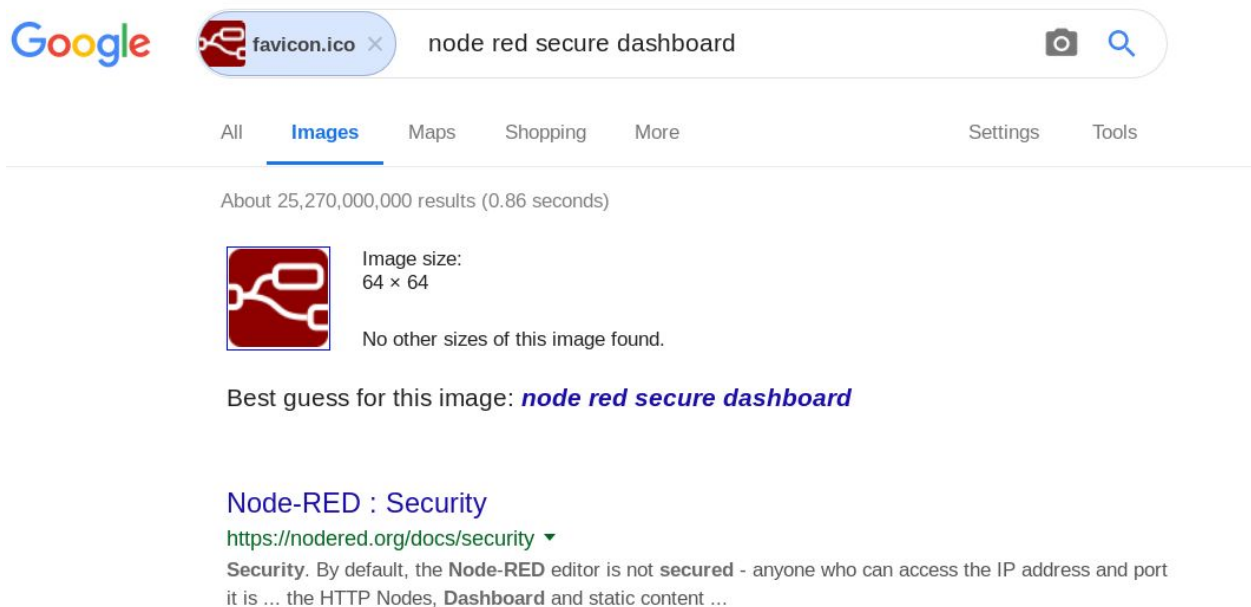 Google favicon.ico × node red secure dashboard
All Images Maps Shopping More Settings Tools
About 25,270,000,000 results (0.86 seconds)
Image size:
64 × 64
No other sizes of this image found.
Best guess for this image: node red secure dashboard
Node-RED : Security
https://nodered.org/docs/security
Security. By default, the Node-RED editor is not secured - anyone who can access the IP address and port
it is ... the HTTP Nodes, Dashboard and static content ...